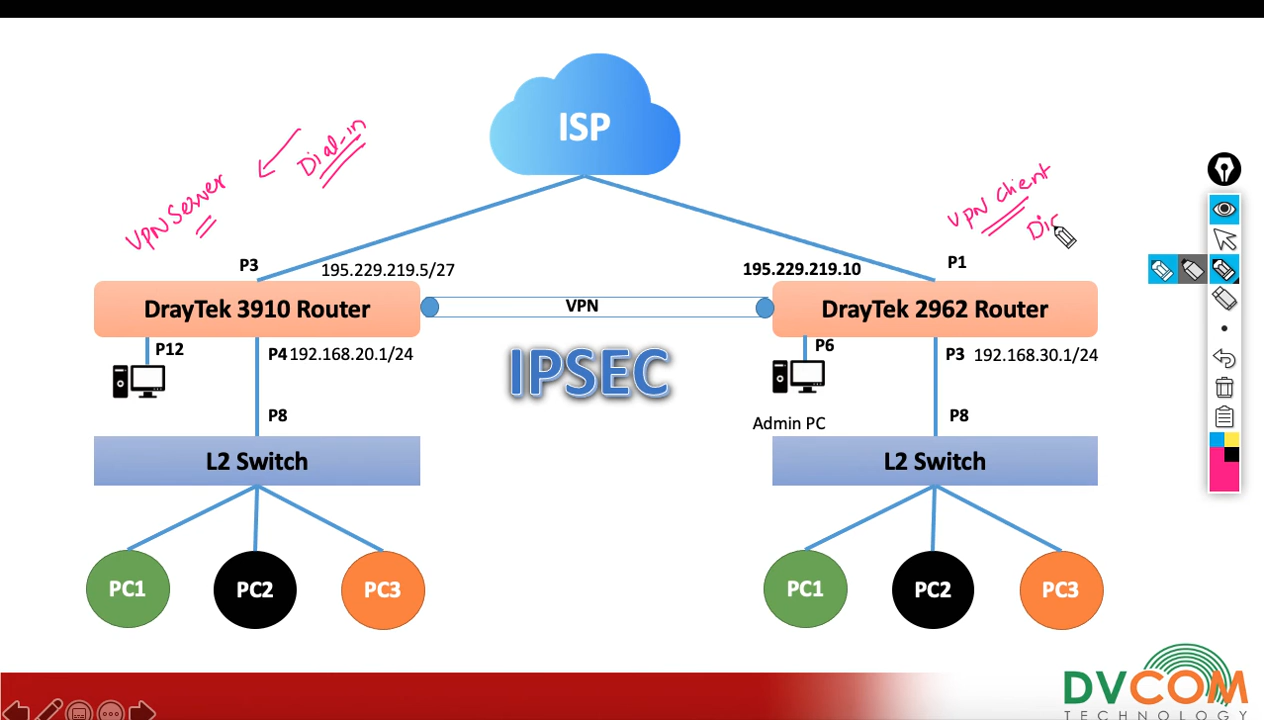 ISP
Dial-in
VPN Server
VPN Client
Di
P3
195.229.219.5/27
195.229.219.10
P1
DrayTek 3910 Router
VPN
DrayTek 2962 Router
P12
P4 192.168.20.1/24
IPSEC
P6
P3 192.168.30.1/24
P8
Admin PC
P8
L2 Switch
L2 Switch
PC1
PC2
PC3
PC1
PC2
PC3
DVCOM
TECHNOLOGY